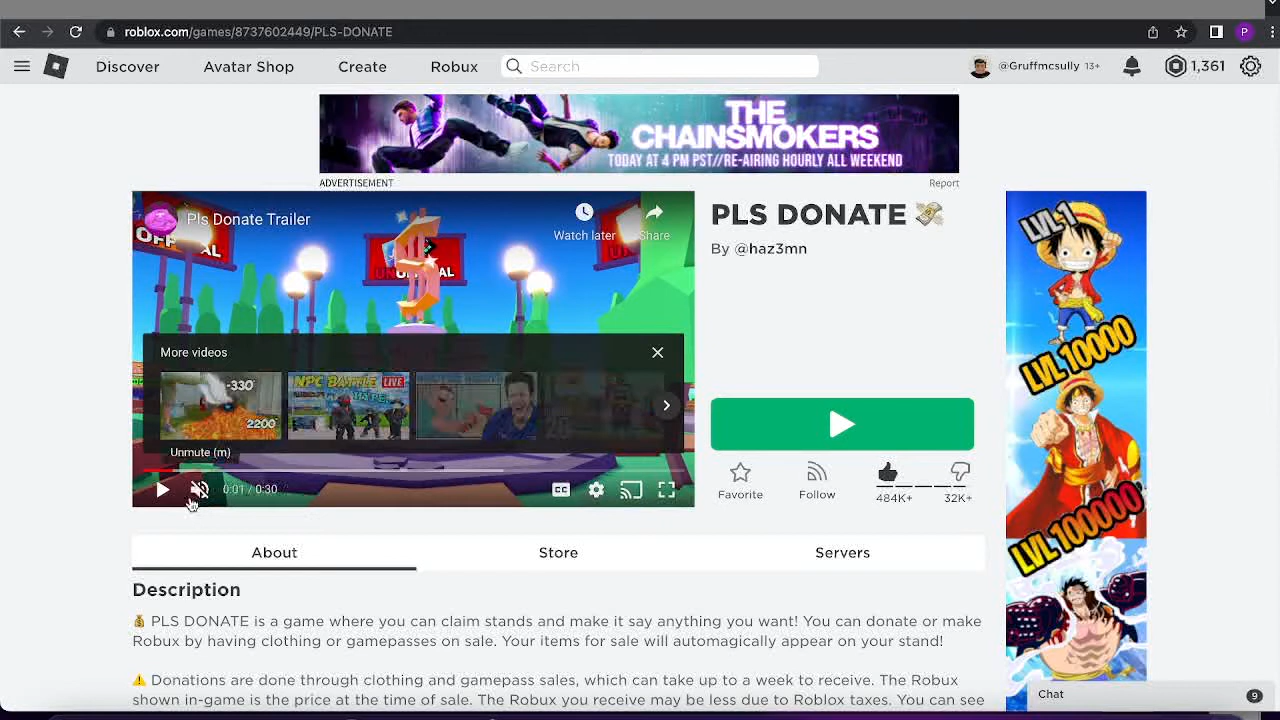 roblox.com/games/8737602449/PLS-DONATE
P
Discover
Avatar Shop
Create
Robux
Search
@Gruffmcsully 13+
1,361
THE
CHAINSMOKERS
TODAY AT 4 PM PST//RE-AIRING HOURLY ALL WEEKEND
ADVERTISEMENT
Report
Pls Donate Trailer
Watch later
Share
More videos
-330
2200
NPC BATTLE LIVE
Unmute (m)
0:01 / 0:30
CC
PLS DONATE 💸
By @haz3mn
Favorite
Follow
484K+
32K+
LVL 1
LVL 10000
LVL 100000
About
Store
Servers
Description
💰 PLS DONATE is a game where you can claim stands and make it say anything you want! You can donate or make
Robux by having clothing or gamepasses on sale. Your items for sale will automagically appear on your stand!
⚠️ Donations are done through clothing and gamepass sales, which can take up to a week to receive. The Robux
shown in-game is the price at the time of sale. The Robux you receive may be less due to Roblox taxes. You can see
Chat
9